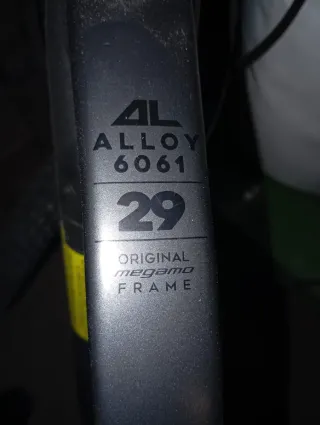 AL
ALLOY
6061
29
ORIGINAL
megamo
FRAME